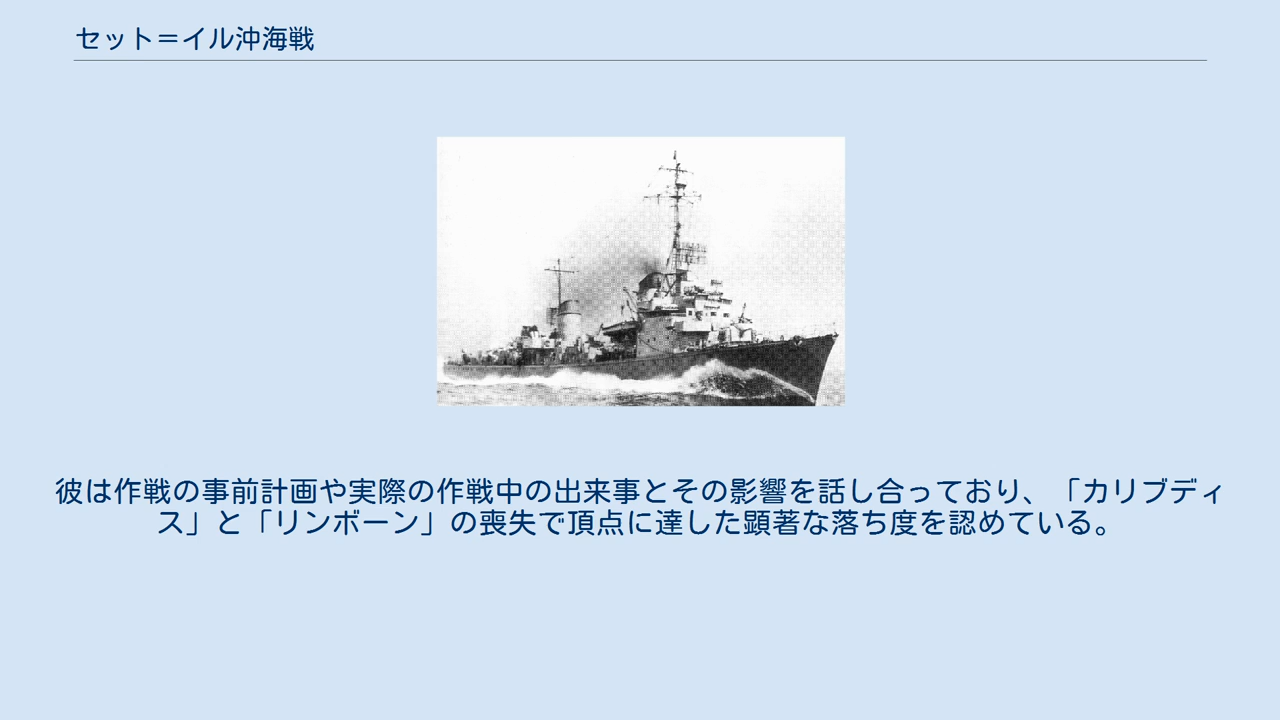 セット＝イル沖海戦
彼は作戦の事前計画や実際の作戦中の出来事とその影響を話し合っており、「カリブディ
ス」と「リンボーン」の喪失で頂点に達した顕著な落ち度を認めている。